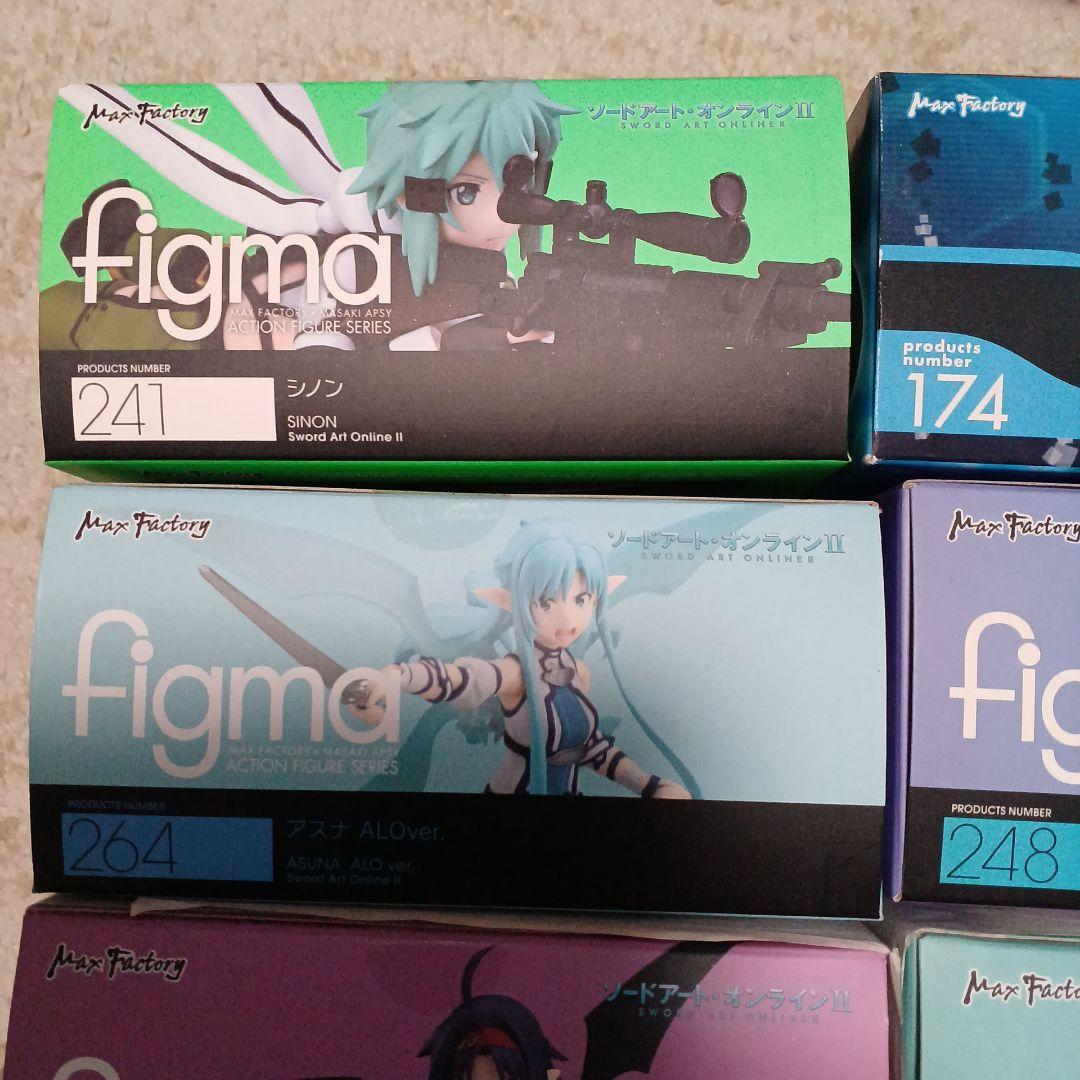 Max Factory
ソードアート・オンラインⅡ
SWORD ART ONLINE Ⅱ
figma
MAX FACTORY × MASAKI APSY
ACTION FIGURE SERIES
PRODUCTS NUMBER
241
シノン
SINON
Sword Art Online II
Max Factory
Max Factory
products
number
174
Max Factory
ソードアート・オンラインⅡ
SWORD ART ONLINE Ⅱ
figma
MAX FACTORY × MASAKI APSY
ACTION FIGURE SERIES
PRODUCTS NUMBER
264
アスナ ALOver.
ASUNA: ALO ver.
Sword Art Online II
Max Factory
fig
PRODUCTS NUMBER
248
Max Factory
ソードアート・オンラインⅡ
SWORD ART ONLINE Ⅱ
Max Facto